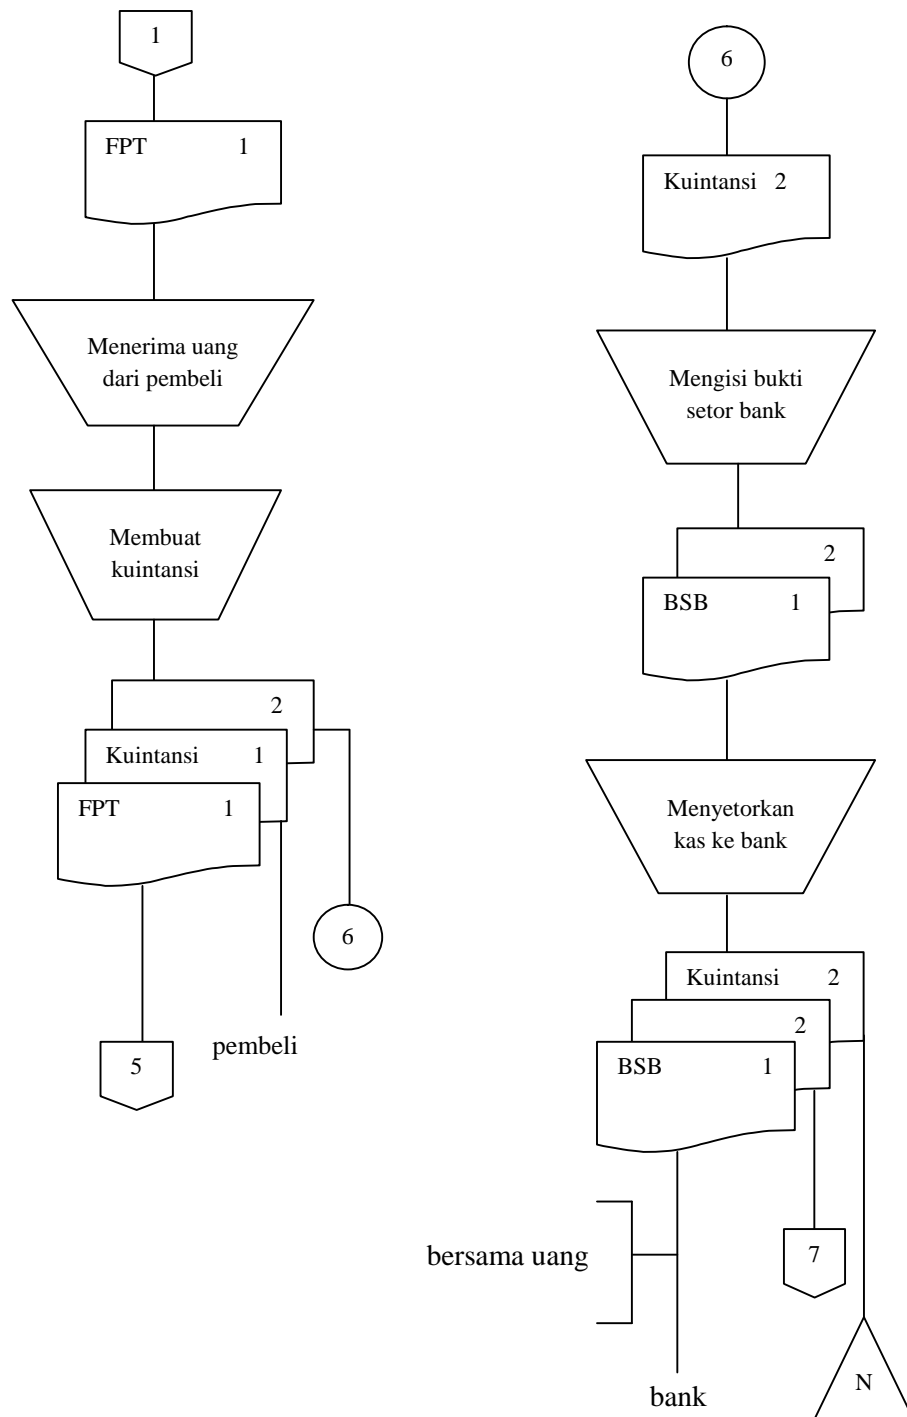 1
FPT 1
Menerima uang
dari pembeli
Membuat
kuintansi
2
Kuintansi 1
FPT 1
6
pembeli
5
6
Kuintansi 2
Mengisi bukti
setor bank
2
BSB 1
Menyetorkan
kas ke bank
Kuintansi 2
2
BSB 1
bersama uang
7
bank
N